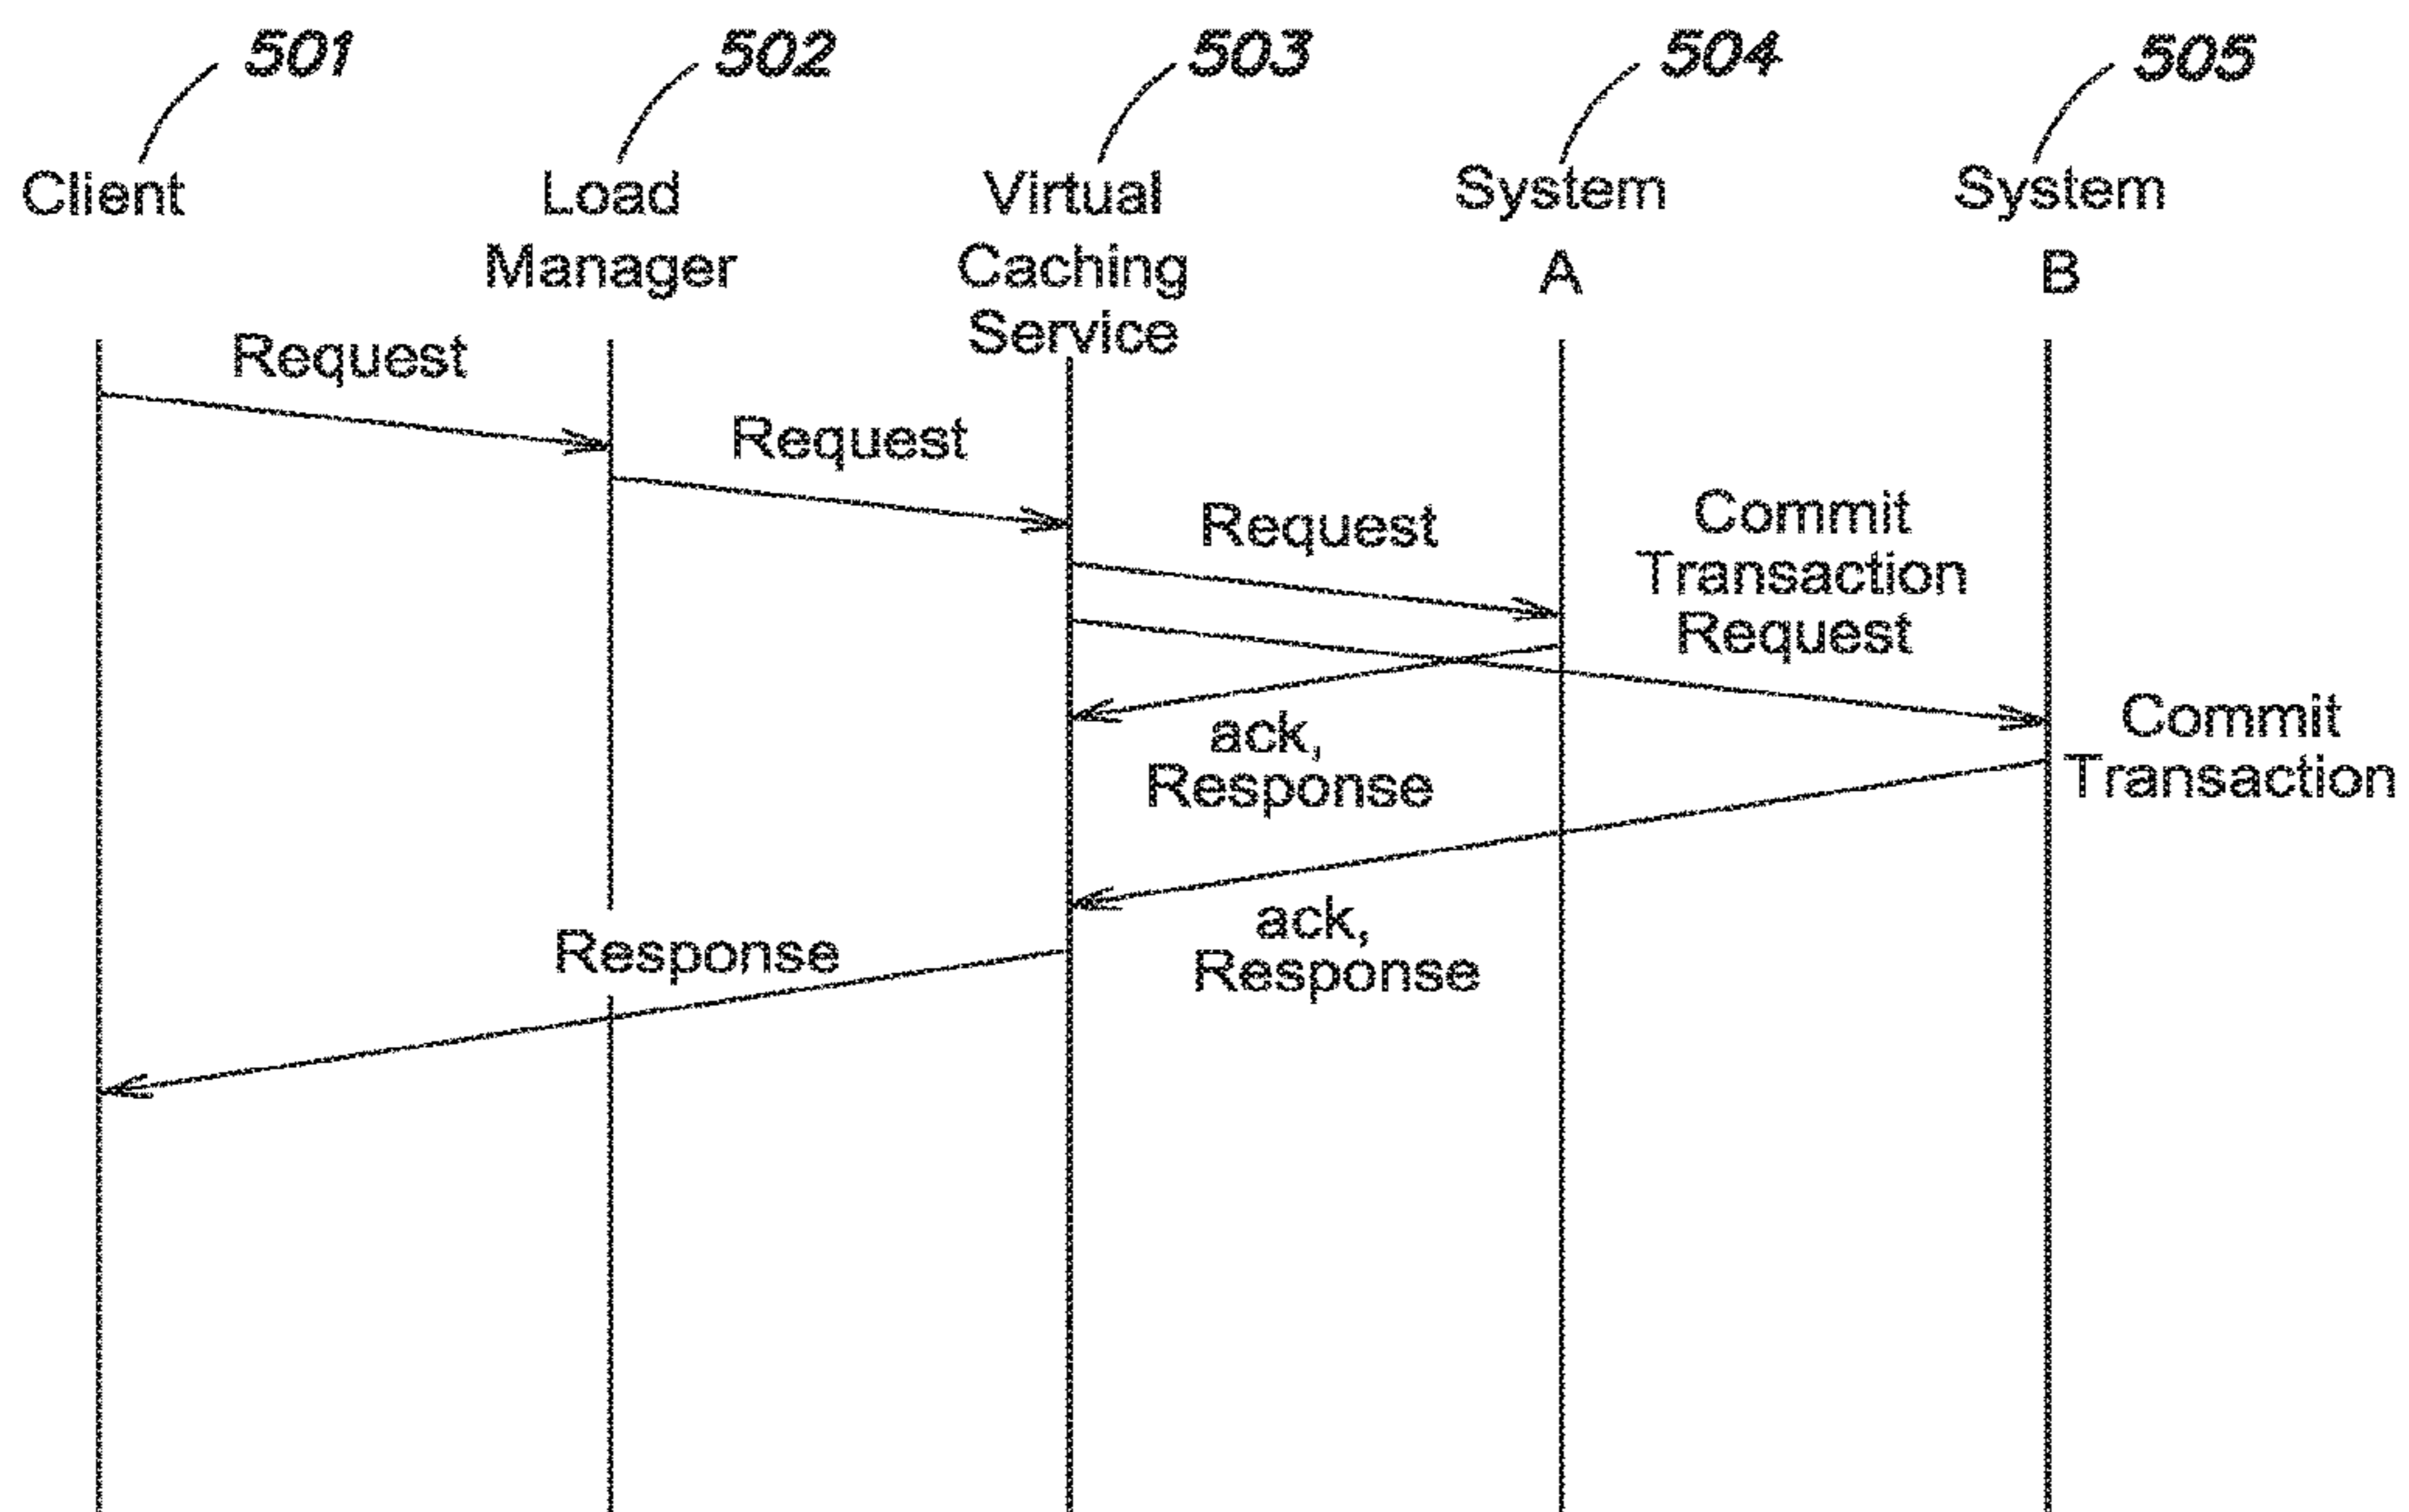 501
502
503
504
505
Client
Load
Manager
Virtual
Caching
Service
System
A
System
B
Request
Request
Request
Commit
Transaction
Request
ack,
Response
Commit
Transaction
ack,
Response
Response